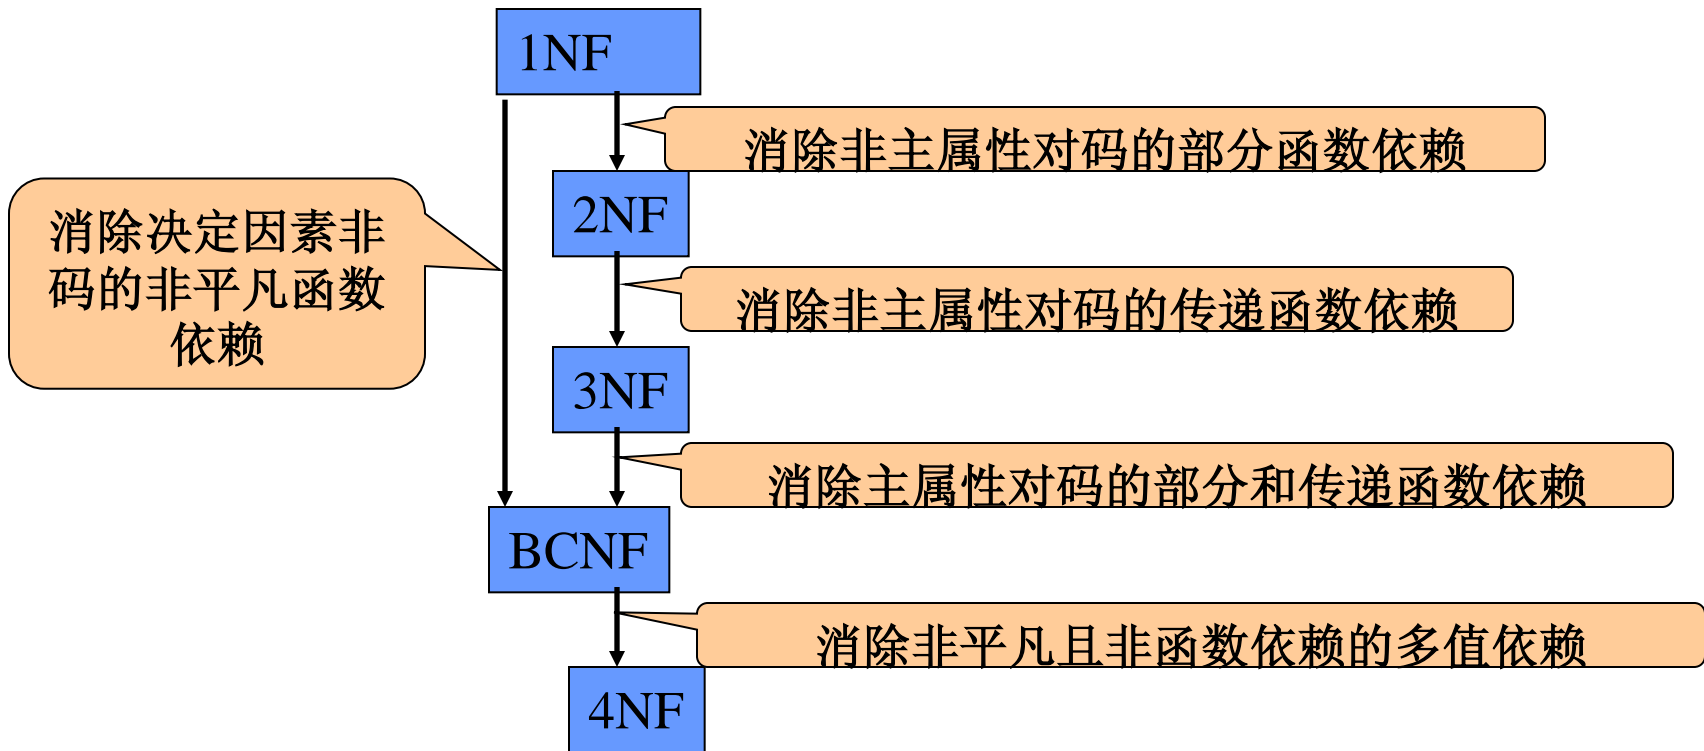 1NF
消除非主属性对码的部分函数依赖
消除决定因素非
码的非平凡函数
依赖
2NF
消除非主属性对码的传递函数依赖
3NF
消除主属性对码的部分和传递函数依赖
BCNF
消除非平凡且非函数依赖的多值依赖
4NF